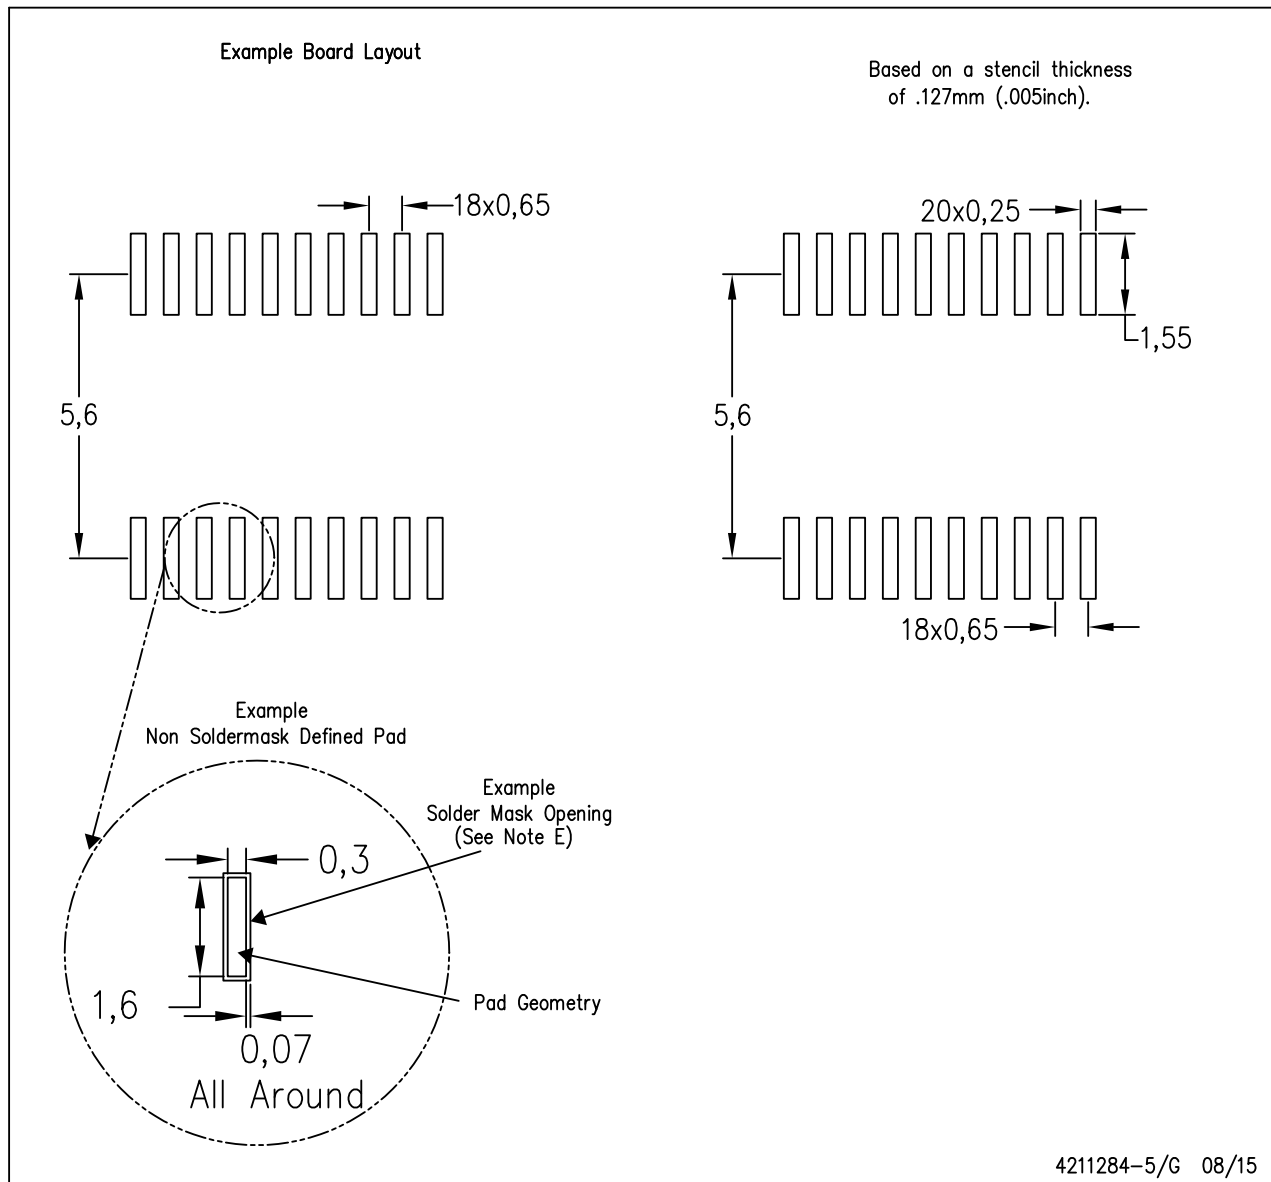 Example Board Layout
Based on a stencil thickness
of .127mm (.005inch).
18x0,65
20x0,25
1,55
5,6
5,6
18x0,65
Example
Non Soldermask Defined Pad
Example
Solder Mask Opening
(See Note E)
0,3
1,6
Pad Geometry
0,07
All Around
4211284-5/G 08/15